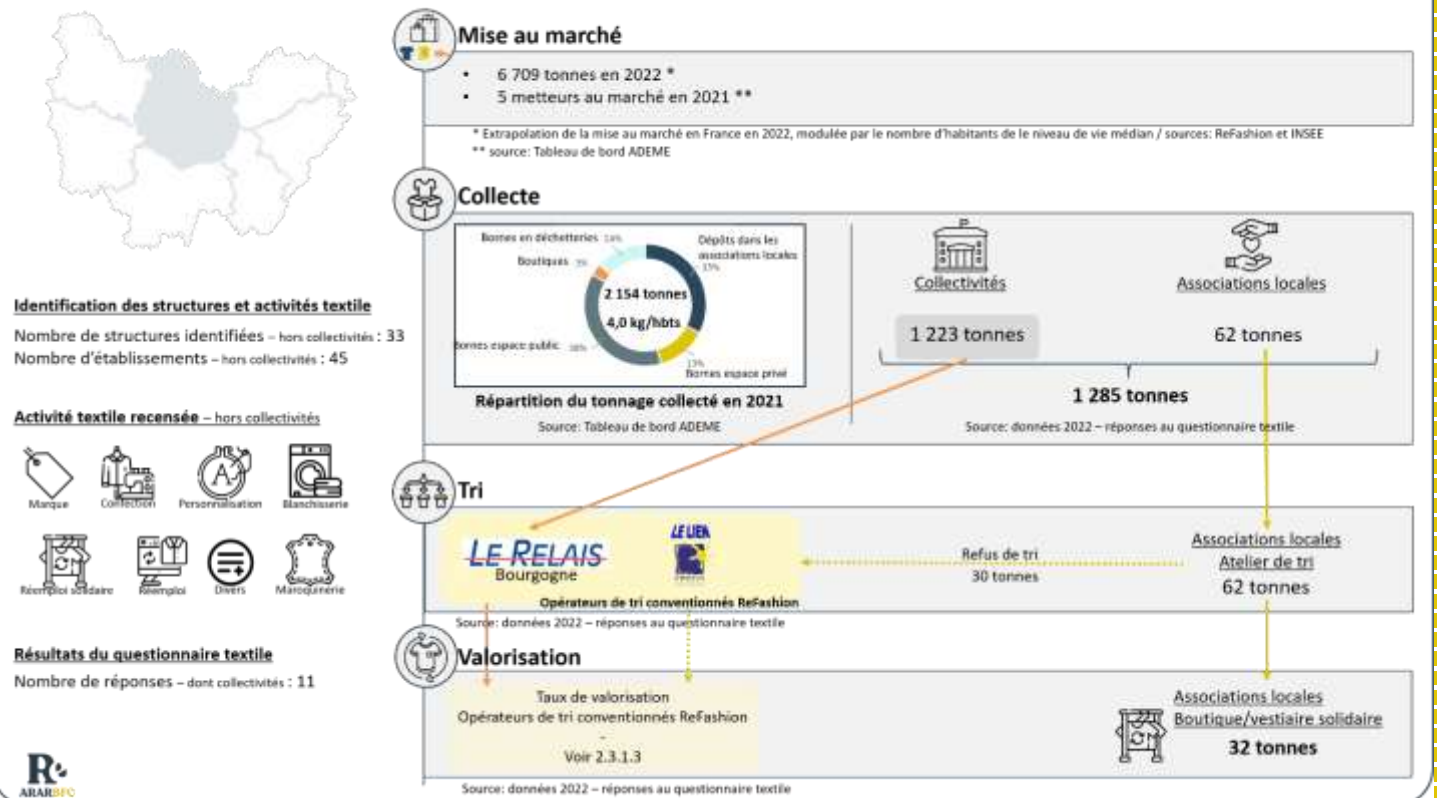 Mise au marché
• 6 709 tonnes en 2022 *
• 5 metteurs au marché en 2021 **
* Extrapolation de la mise au marché en France en 2022, modulée par le nombre d'habitants de le niveau de vie médian / sources: ReFashion et INSEE
** source: Tableau de bord ADEME
Collecte
Bornes en déchetteries
Dépôts dans les
associations locales
Boutiques 3%
2 154 tonnes
4,0 kg/hbts
Bornes espace public
Bornes espace privé
Répartition du tonnage collecté en 2021
Source: Tableau de bord ADEME
Collectivités
1 223 tonnes
Associations locales
62 tonnes
1 285 tonnes
Source: données 2022 – réponses au questionnaire textile
Identification des structures et activités textile
Nombre de structures identifiées – hors collectivités : 33
Nombre d'établissements – hors collectivités : 45
Activité textile recensée – hors collectivités
Marque
Confection
Personnalisation
Blanchisserie
Réemploi solidaire
Réemploi
Divers
Maroquinerie
Résultats du questionnaire textile
Nombre de réponses – dont collectivités : 11
Tri
LE RELAIS
Bourgogne
LE LIEN
Opérateurs de tri conventionnés ReFashion
Refus de tri
30 tonnes
Associations locales
Atelier de tri
62 tonnes
Source: données 2022 – réponses au questionnaire textile
Valorisation
Taux de valorisation
Opérateurs de tri conventionnés ReFashion
-
Voir 2.3.1.3
Associations locales
Boutique/vestiaire solidaire
32 tonnes
Source: données 2022 – réponses au questionnaire textile
R
ARARBFC